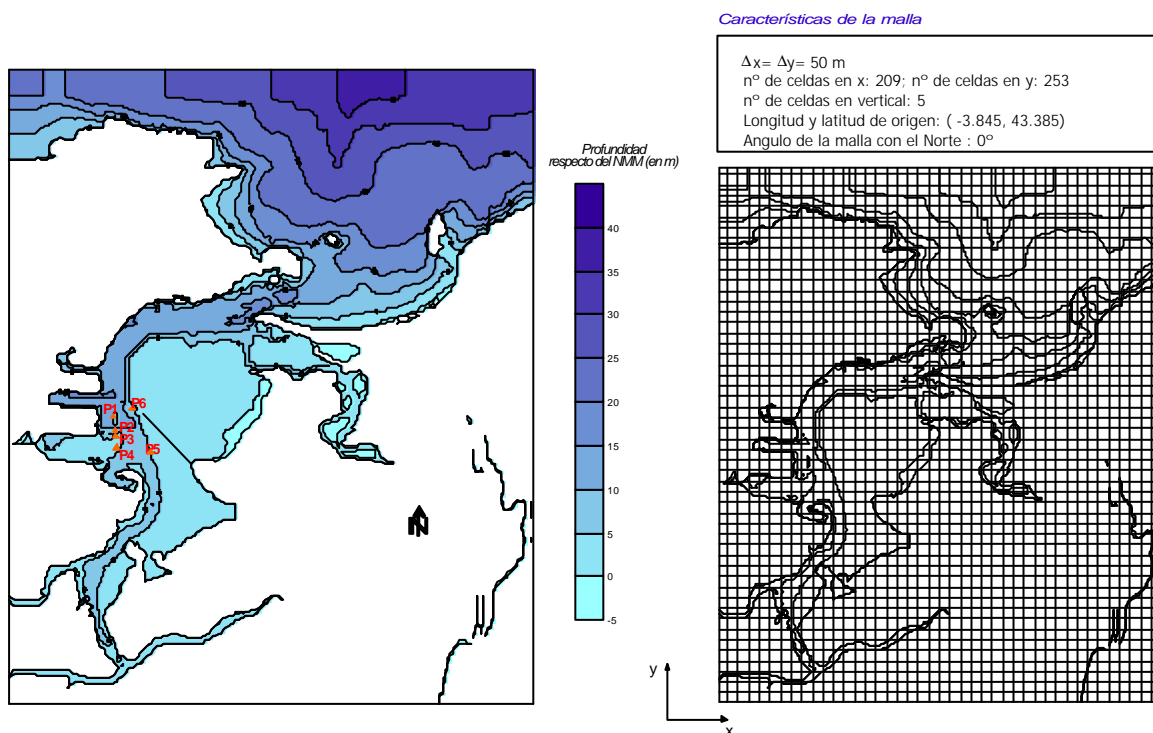 Características de la malla
Δx= Δy= 50 m
nº de celdas en x: 209; nº de celdas en y: 253
nº de celdas en vertical: 5
Longitud y latitud de origen: ( -3.845, 43.385)
Angulo de la malla con el Norte : 0º
Profundidad
respecto del NMM (en m)
40
35
30
25
20
15
10
5
0
-5
P1
P6
P2
P3
P4
P5
N
y
x